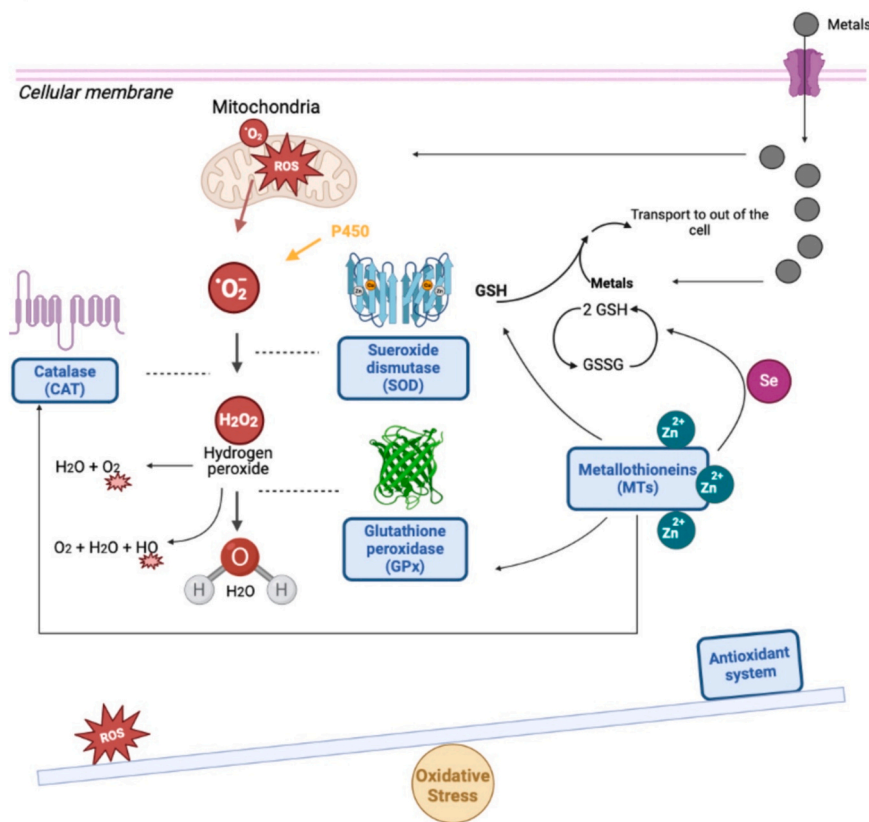 Metals
Cellular membrane
Mitochondria
•O₂
ROS
Transport to out of the
cell
P450
•O₂⁻
GSH
Metals
2 GSH
GSSG
Zn
Cu
Cu
Zn
Catalase
(CAT)
Sueroxide
dismutase
(SOD)
Se
H₂O₂
Hydrogen
peroxide
Zn²⁺
Metallothioneins
(MTs)
Zn²⁺
Zn²⁺
H₂O + O₂
O₂ + H₂O + HO
Glutathione
peroxidase
(GPx)
O
H
H₂O
H
Antioxidant
system
ROS
Oxidative
Stress